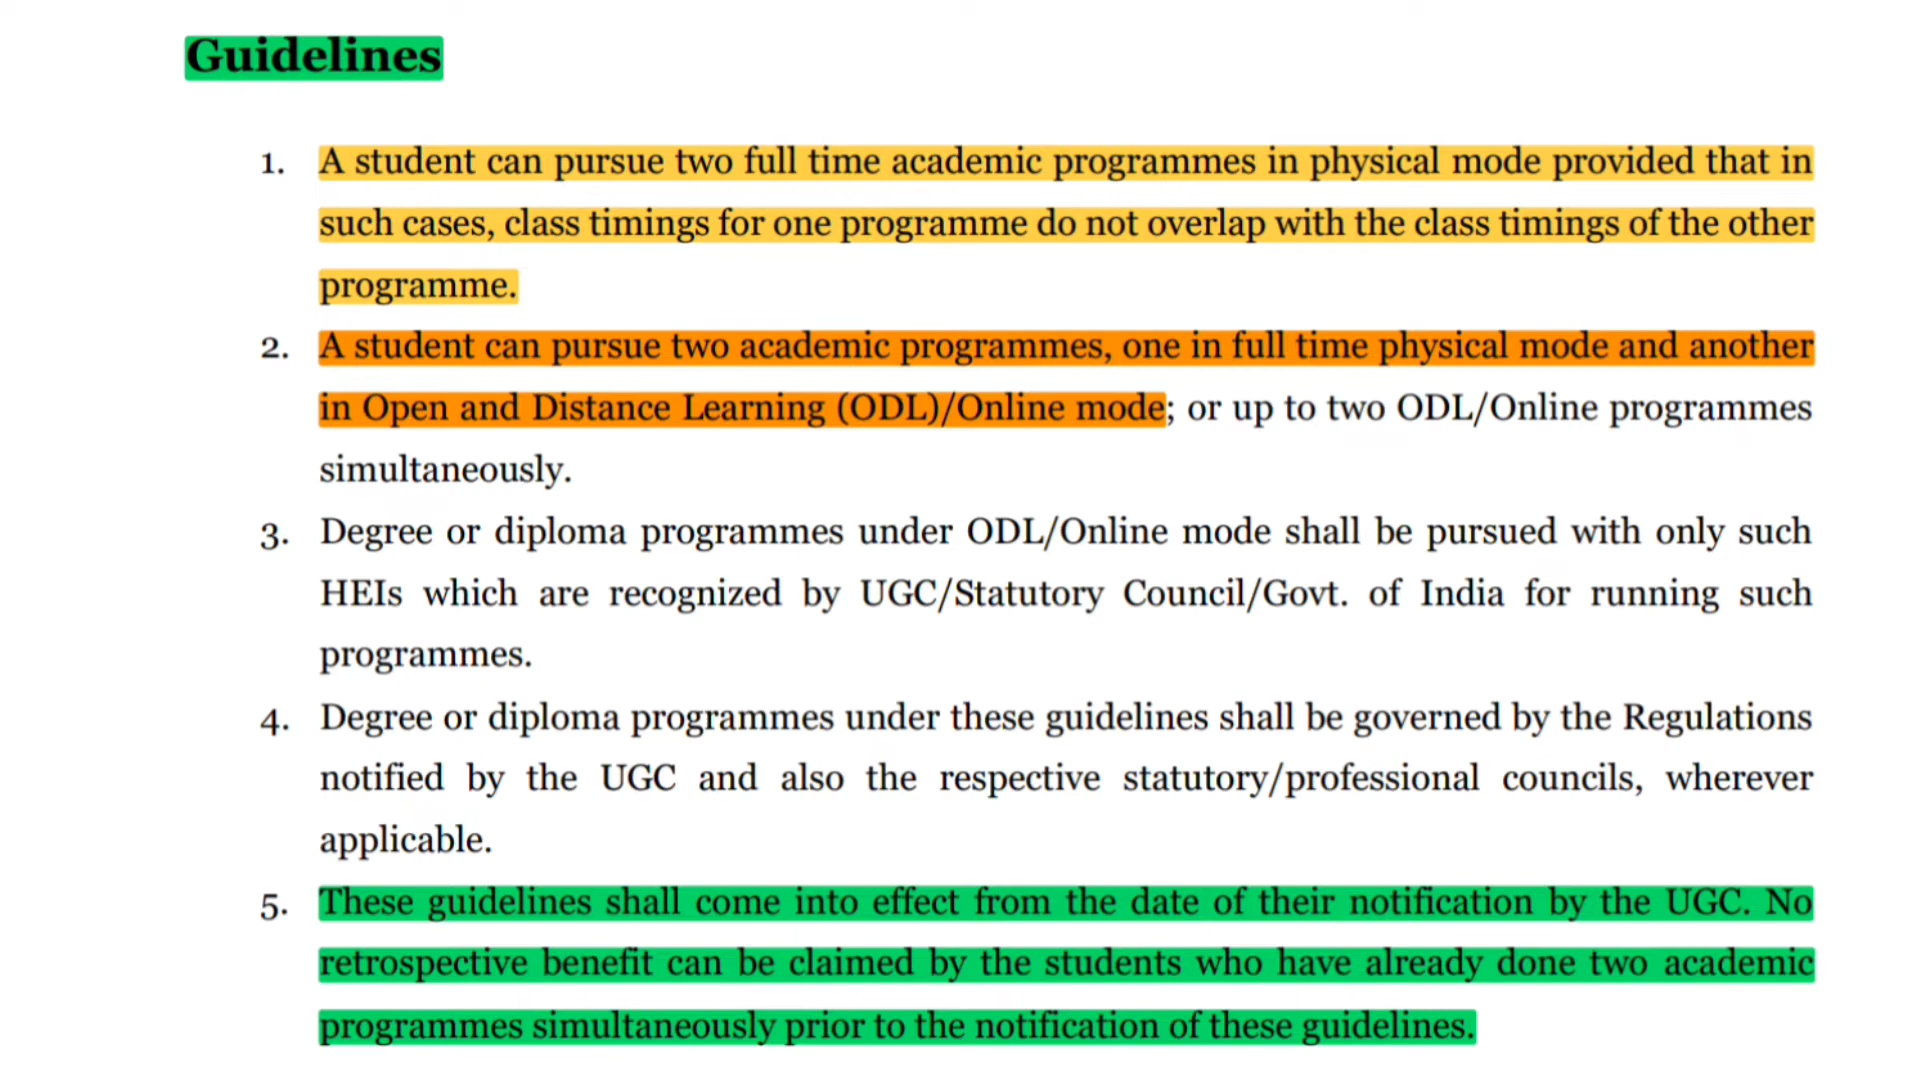 Guidelines
1. A student can pursue two full time academic programmes in physical mode provided that in
such cases, class timings for one programme do not overlap with the class timings of the other
programme.
2. A student can pursue two academic programmes, one in full time physical mode and another
in Open and Distance Learning (ODL)/Online mode; or up to two ODL/Online programmes
simultaneously.
3. Degree or diploma programmes under ODL/Online mode shall be pursued with only such
HEIs which are recognized by UGC/Statutory Council/Govt. of India for running such
programmes.
4. Degree or diploma programmes under these guidelines shall be governed by the Regulations
notified by the UGC and also the respective statutory/professional councils, wherever
applicable.
5. These guidelines shall come into effect from the date of their notification by the UGC. No
retrospective benefit can be claimed by the students who have already done two academic
programmes simultaneously prior to the notification of these guidelines.